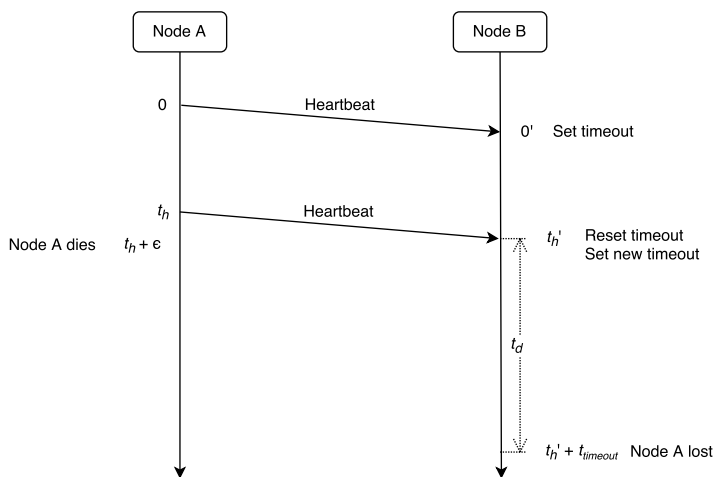 Node A
Node B
Heartbeat
0
0' Set timeout
Heartbeat
t_h
Node A dies t_h + ϵ
t_h' Reset timeout
Set new timeout
t_d
t_h' + t_timeout Node A lost